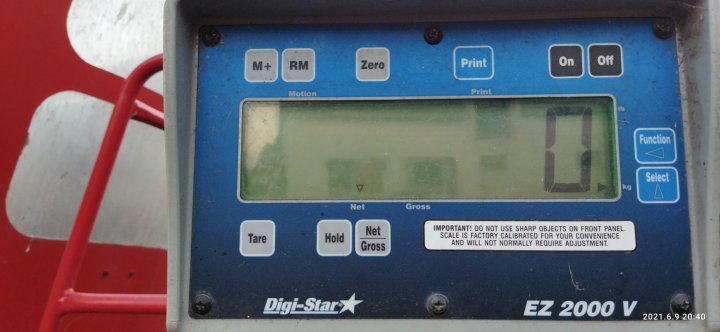 M+ RM Zero Print On Off
Motion Print
0
lb
kg
Net Gross
Function
Select
Tare Hold Net Gross
IMPORTANT! DO NOT USE SHARP OBJECTS ON FRONT PANEL.
SCALE IS FACTORY CALIBRATED FOR YOUR CONVENIENCE
AND WILL NOT NORMALLY REQUIRE ADJUSTMENT.
Digi-Star EZ 2000 V
2021.6.9 20:40